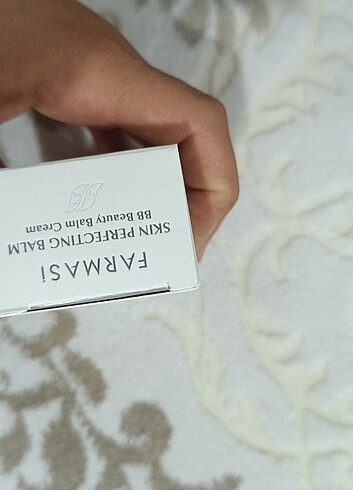 FARMASi
SKIN PERFECTING BALM
BB Beauty Balm Cream